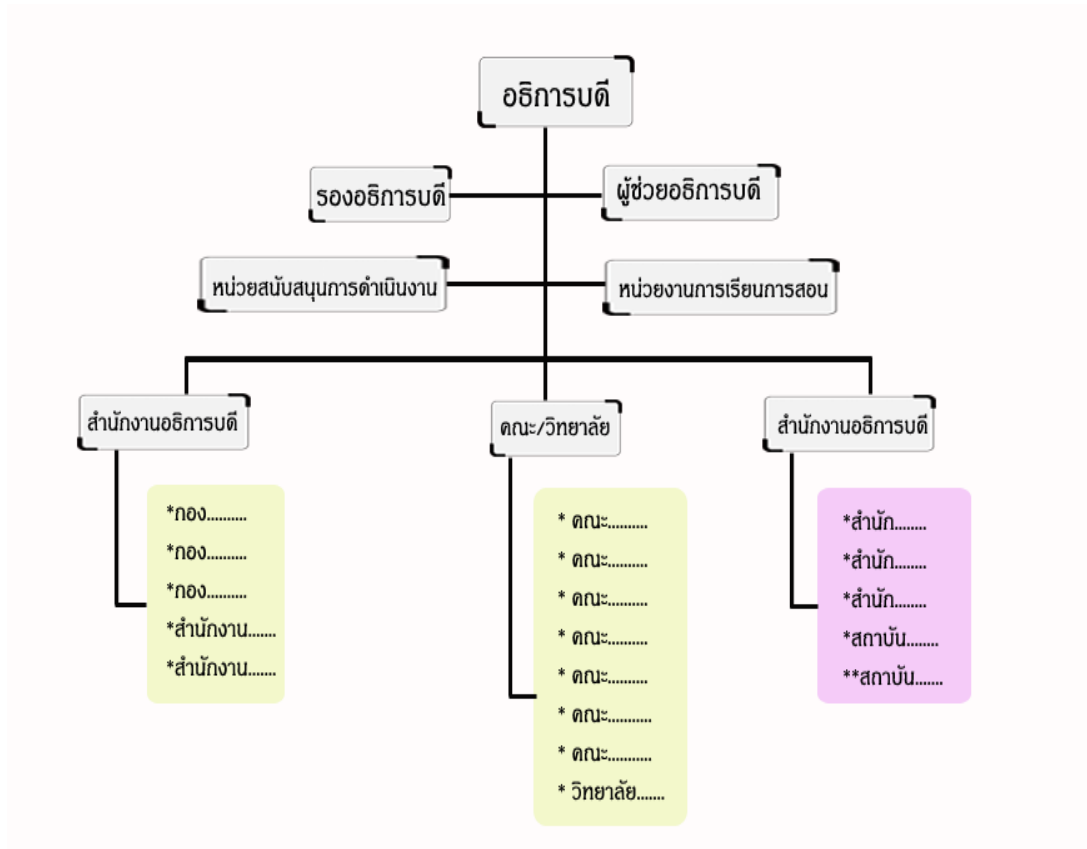 อธิการบดี
รองอธิการบดี
ผู้ช่วยอธิการบดี
หน่วยสนับสนุนการดำเนินงาน
หน่วยงานการเรียนการสอน
สำนักงานอธิการบดี
*กอง..........
*กอง..........
*กอง..........
*สำนักงาน.......
*สำนักงาน.......
คณะ/วิทยาลัย
* คณะ..........
* คณะ..........
* คณะ..........
* คณะ..........
* คณะ..........
* คณะ...........
* คณะ...........
* วิทยาลัย.......
สำนักงานอธิการบดี
*สำนัก........
*สำนัก........
*สำนัก........
*สถาบัน........
**สถาบัน.......